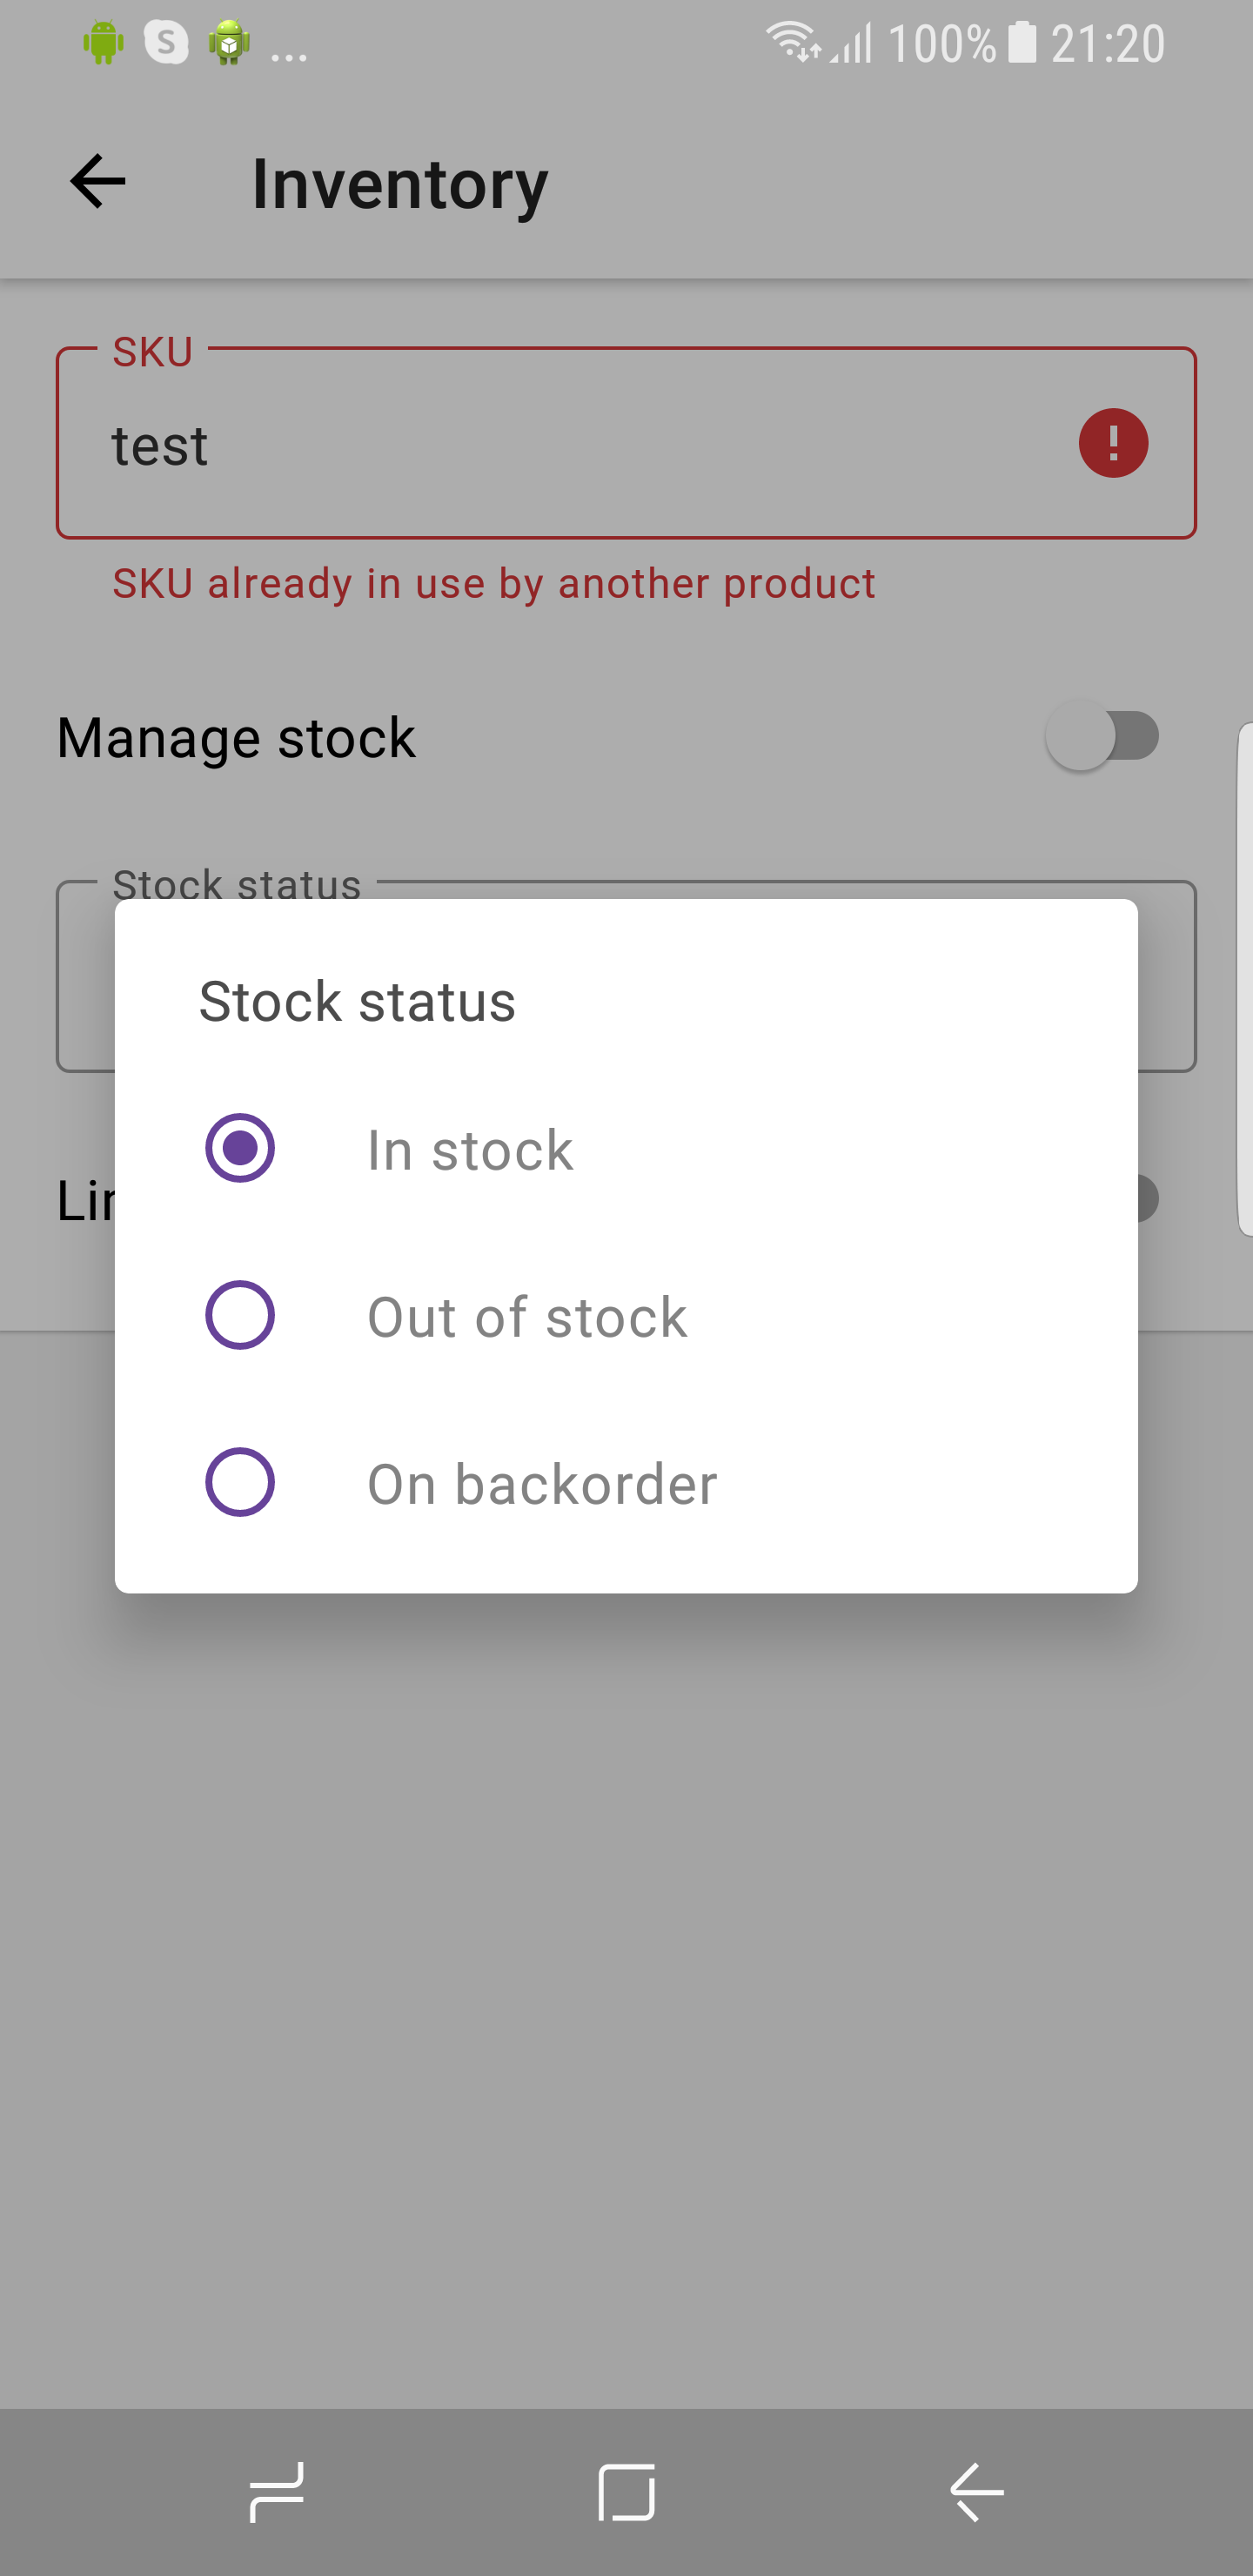 S ... 100% 21:20
Inventory
SKU
test
SKU already in use by another product
Manage stock
Stock status
Stock status
In stock
Lin
Out of stock
On backorder